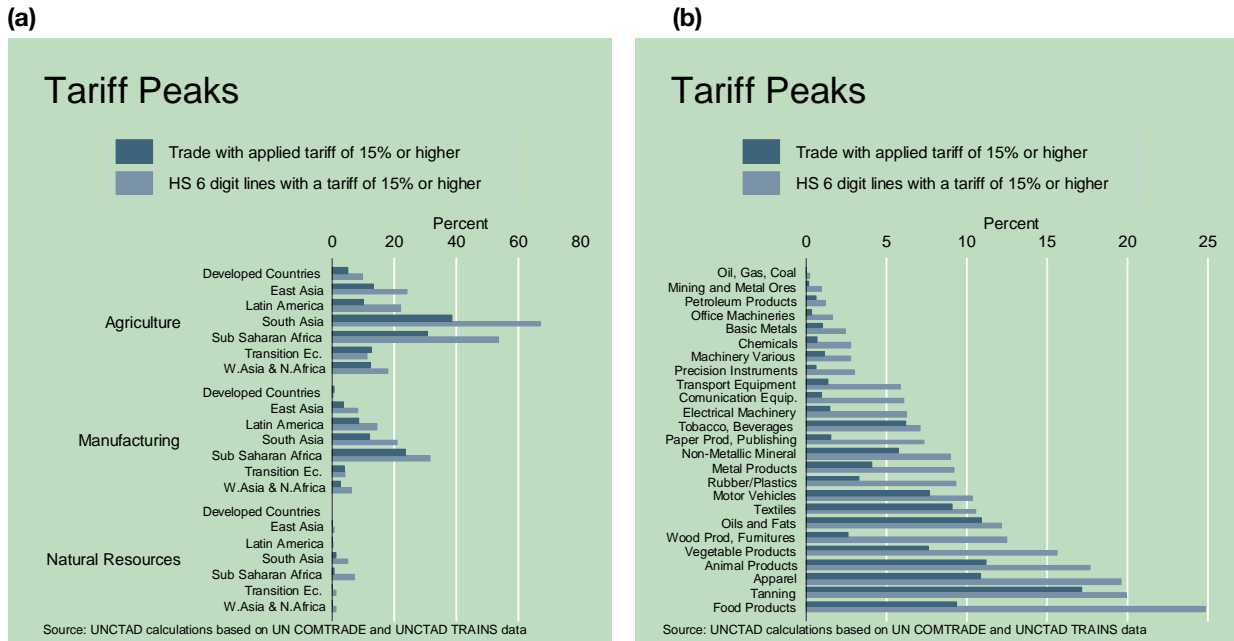 (a)
Tariff Peaks
Trade with applied tariff of 15% or higher
HS 6 digit lines with a tariff of 15% or higher
Percent
0 20 40 60 80
Agriculture
Developed Countries
East Asia
Latin America
South Asia
Sub Saharan Africa
Transition Ec.
W.Asia & N.Africa
Manufacturing
Developed Countries
East Asia
Latin America
South Asia
Sub Saharan Africa
Transition Ec.
W.Asia & N.Africa
Natural Resources
Developed Countries
East Asia
Latin America
South Asia
Sub Saharan Africa
Transition Ec.
W.Asia & N.Africa
Source: UNCTAD calculations based on UN COMTRADE and UNCTAD TRAINS data
(b)
Tariff Peaks
Trade with applied tariff of 15% or higher
HS 6 digit lines with a tariff of 15% or higher
Percent
0 5 10 15 20 25
Oil, Gas, Coal
Mining and Metal Ores
Petroleum Products
Office Machineries
Basic Metals
Chemicals
Machinery Various
Precision Instruments
Transport Equipment
Comunication Equip.
Electrical Machinery
Tobacco, Beverages
Paper Prod, Publishing
Non-Metallic Mineral
Metal Products
Rubber/Plastics
Motor Vehicles
Textiles
Oils and Fats
Wood Prod, Furnitures
Vegetable Products
Animal Products
Apparel
Tanning
Food Products
Source: UNCTAD calculations based on UN COMTRADE and UNCTAD TRAINS data